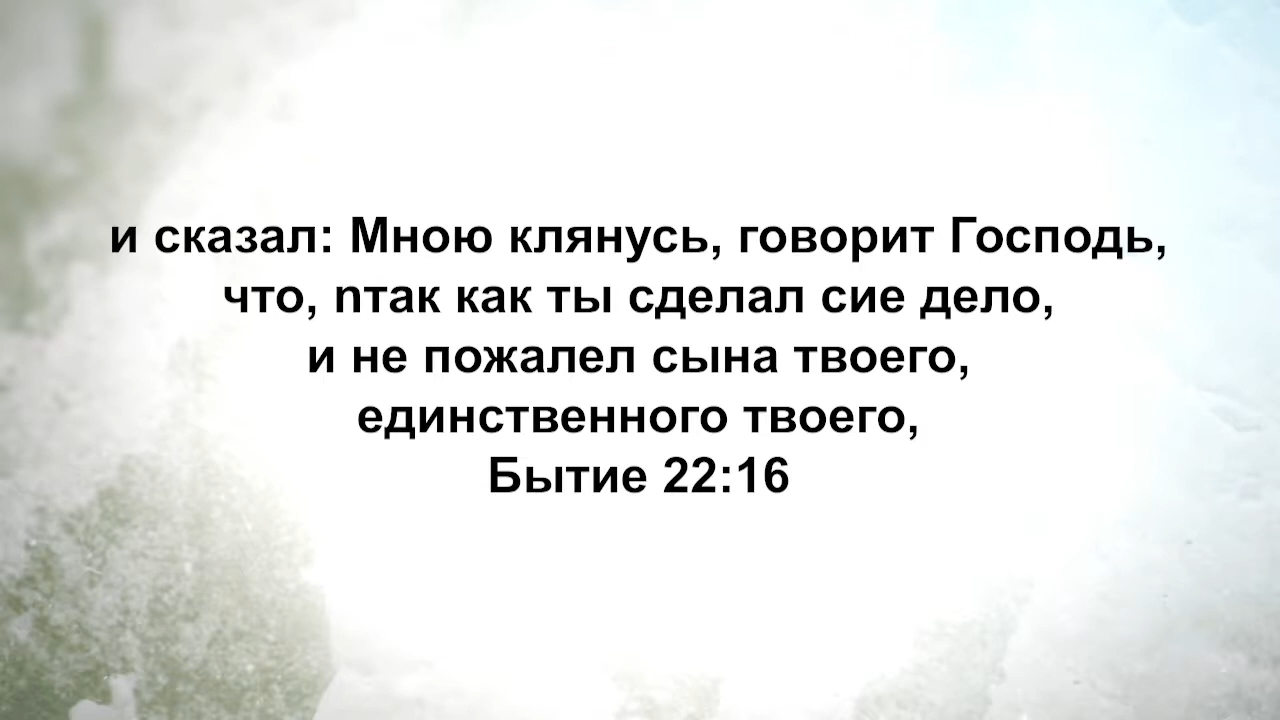 и сказал: Мною клянусь, говорит Господь,
что, nтак как ты сделал сие дело,
и не пожалел сына твоего,
единственного твоего,
Бытие 22:16